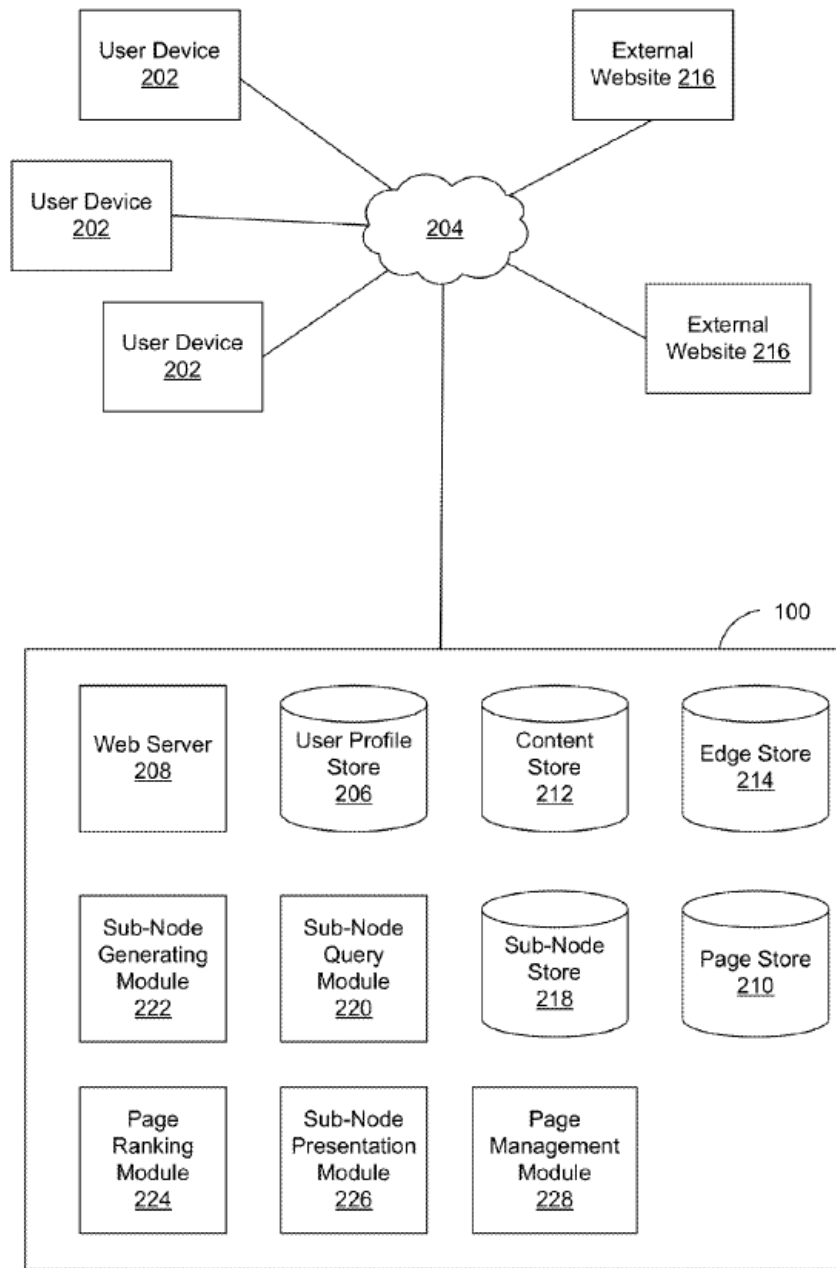 User Device
202
External
Website 216
User Device
202
204
User Device
202
External
Website 216
100
Web Server
208
User Profile
Store
206
Content
Store
212
Edge Store
214
Sub-Node
Generating
Module
222
Sub-Node
Query
Module
220
Sub-Node
Store
218
Page Store
210
Page
Ranking
Module
224
Sub-Node
Presentation
Module
226
Page
Management
Module
228